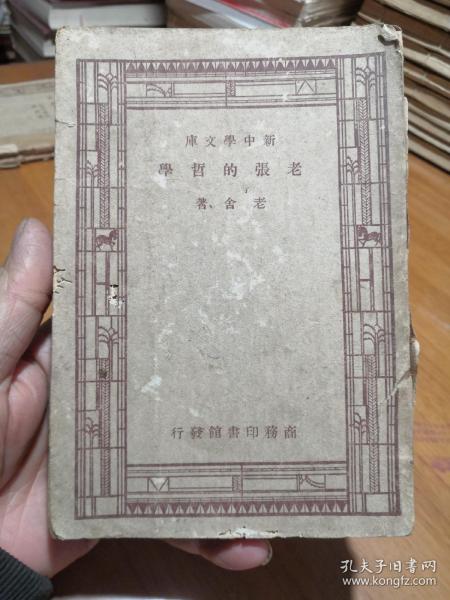 新中學文庫
老張的哲學
老舍著
商務印書館發行
孔夫子旧书网
www.kongfz.com